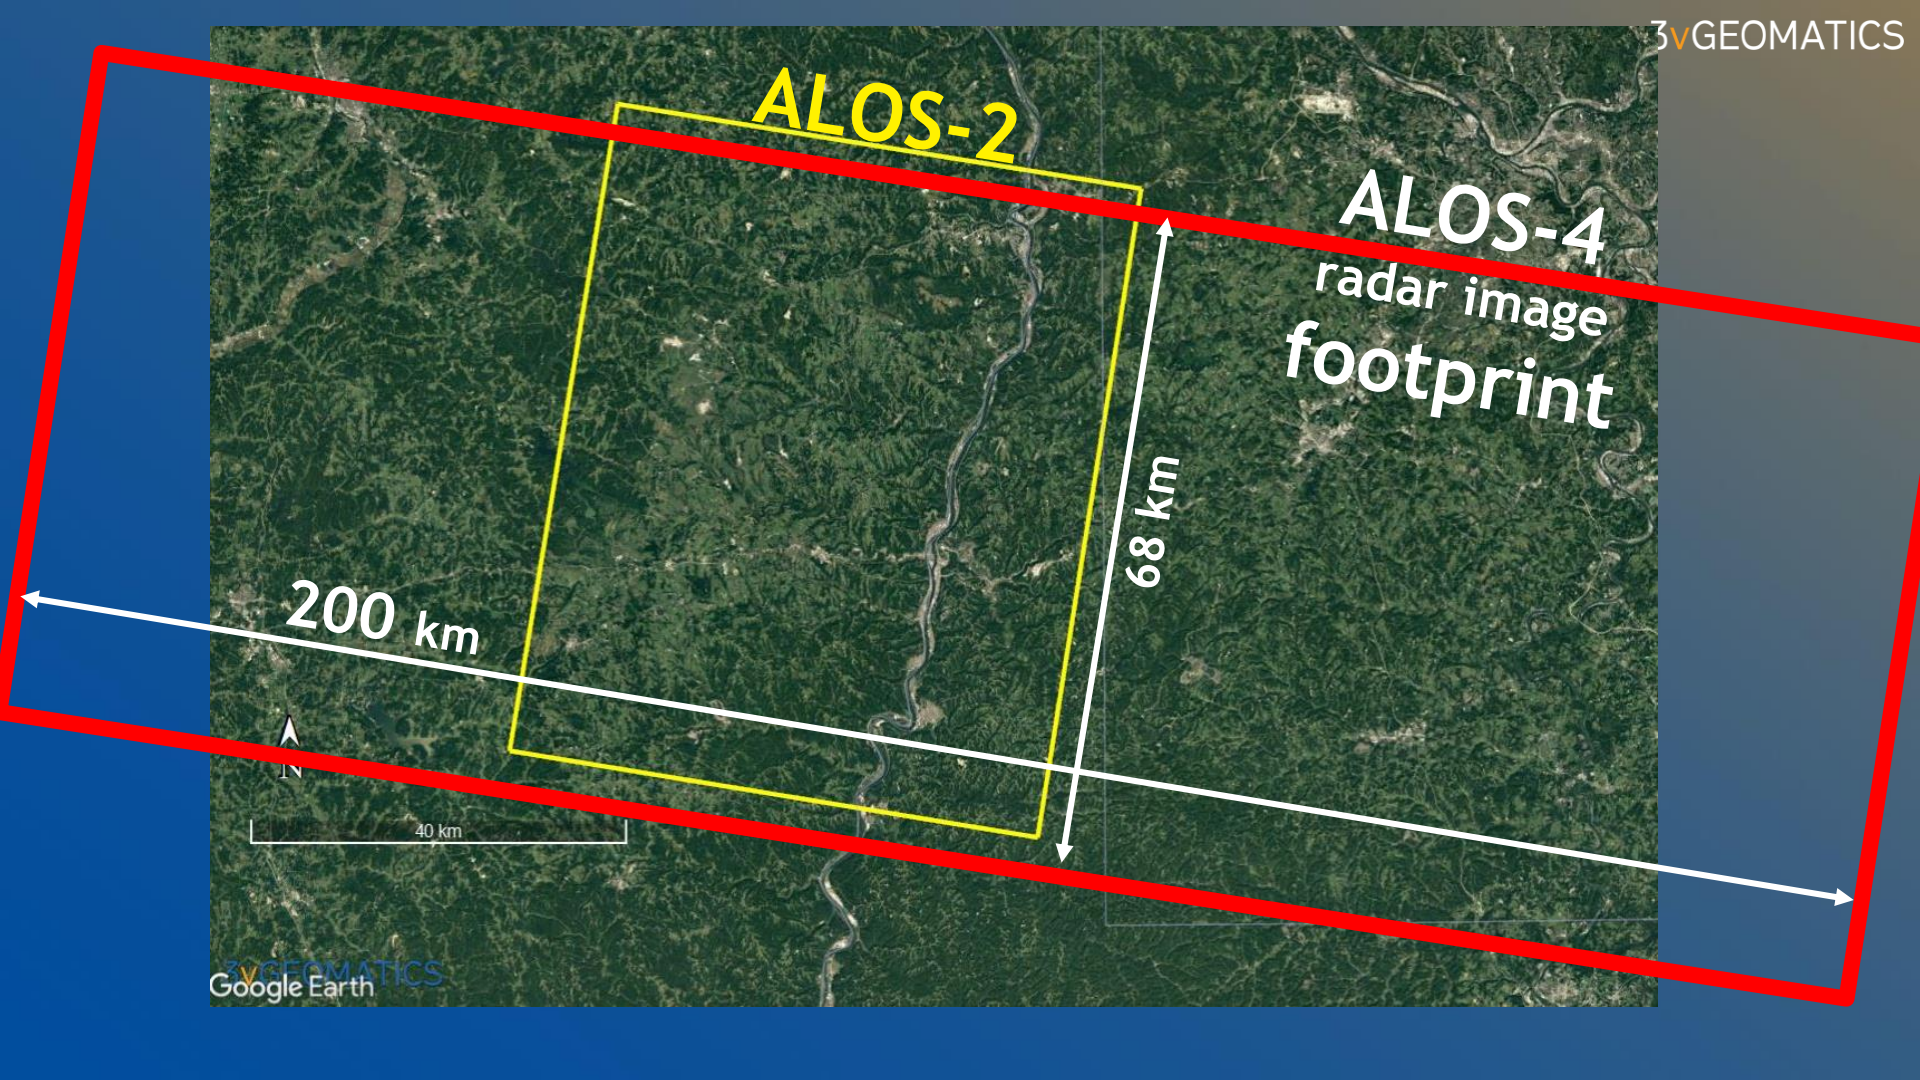 3vGEOMATICS
ALOS-2
ALOS-4
radar image
footprint
68 km
200 km
N
40 km
3vGEOMATICS
Google Earth